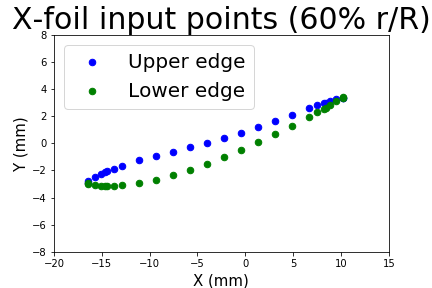 X-foil input points (60% r/R)
8
6
4
2
0
−2
−4
−6
−8
Y (mm)
Upper edge
Lower edge
−20 −15 −10 −5 0 5 10 15
X (mm)